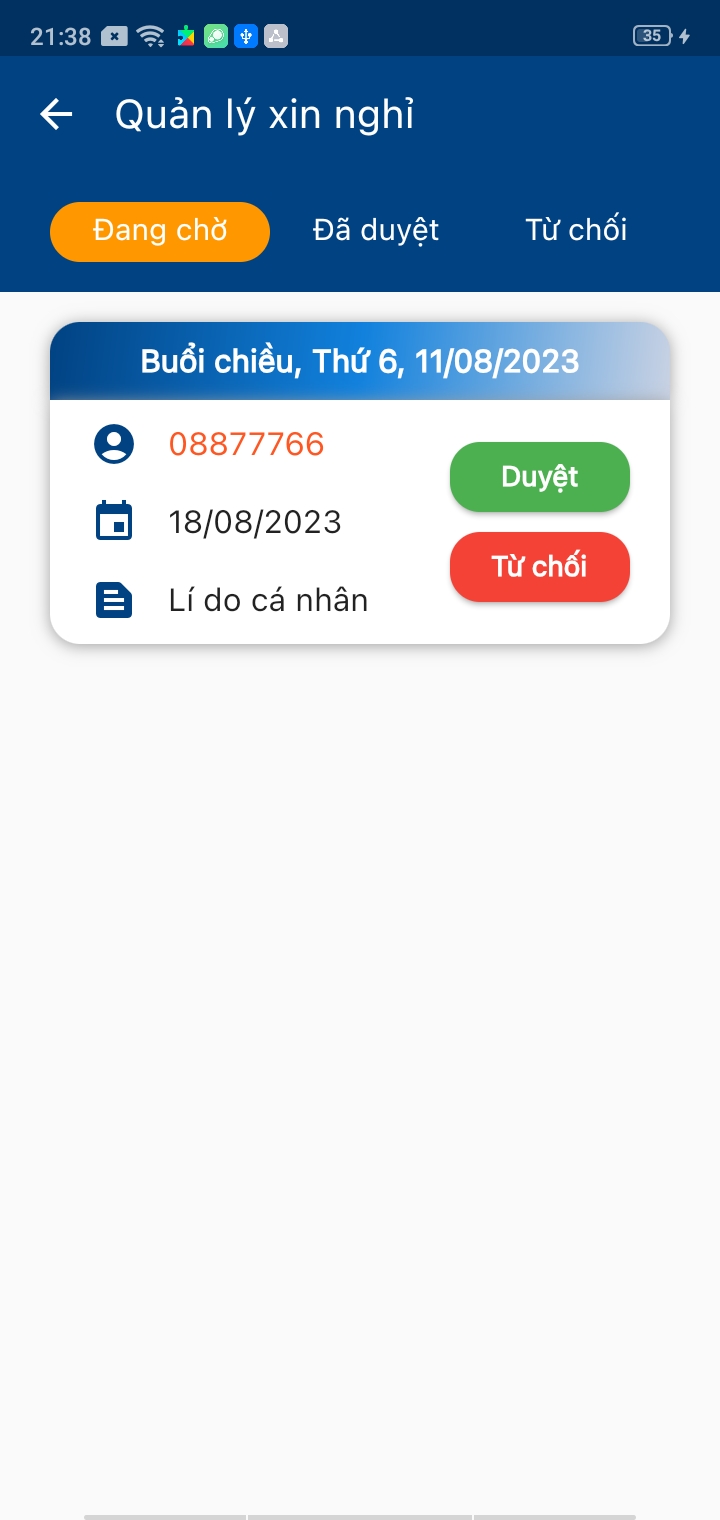 21:38 35
Quản lý xin nghỉ
Đang chờ Đã duyệt Từ chối
Buổi chiều, Thứ 6, 11/08/2023
08877766
Duyệt
18/08/2023
Từ chối
Lí do cá nhân